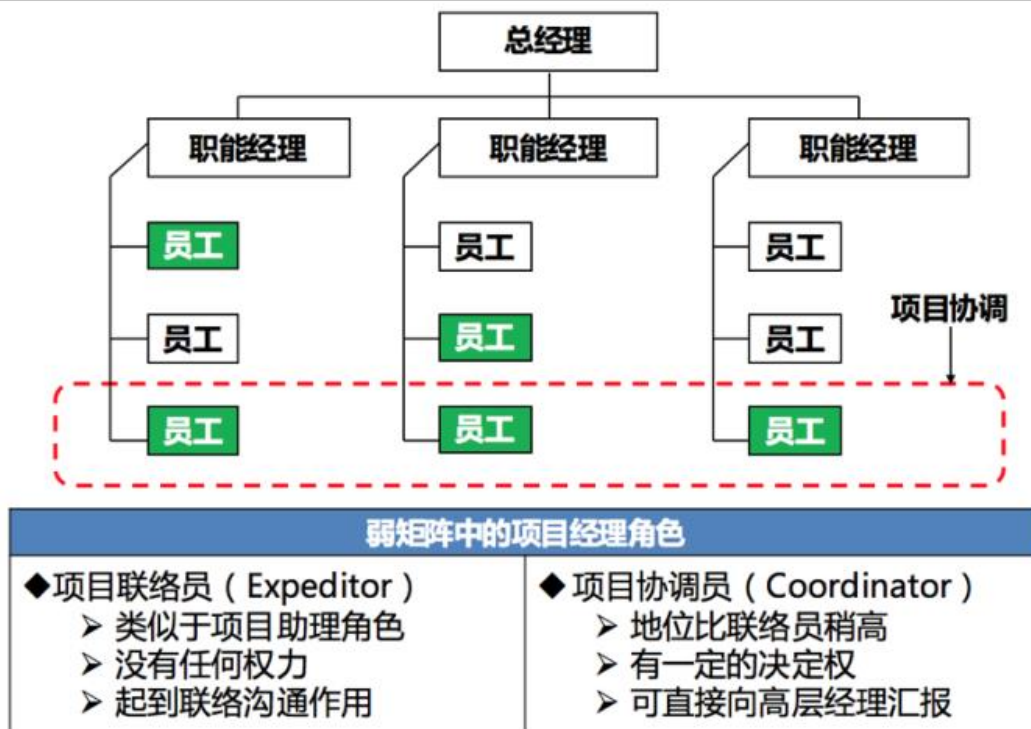 总经理
职能经理 职能经理 职能经理
员工 员工 员工
项目协调
员工 员工 员工
员工 员工 员工
弱矩阵中的项目经理角色
◆项目联络员（Expeditor）
➢ 类似于项目助理角色
➢ 没有任何权力
➢ 起到联络沟通作用
◆项目协调员（Coordinator）
➢ 地位比联络员稍高
➢ 有一定的决定权
➢ 可直接向高层经理汇报